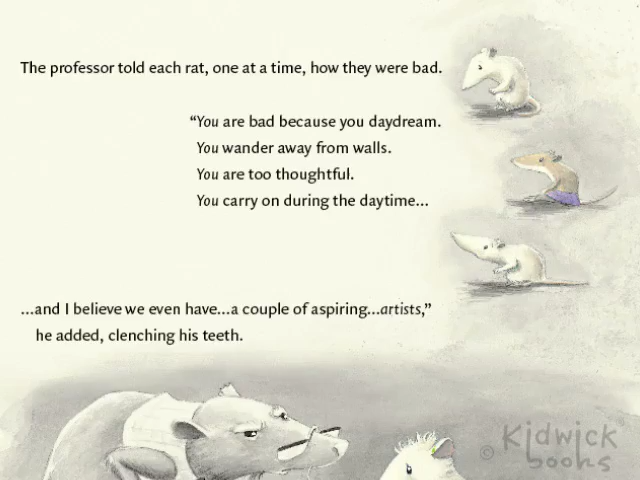 The professor told each rat, one at a time, how they were bad.
“You are bad because you daydream.
You wander away from walls.
You are too thoughtful.
You carry on during the daytime...
...and I believe we even have...a couple of aspiring...artists,”
he added, clenching his teeth.
© Kidwick
books